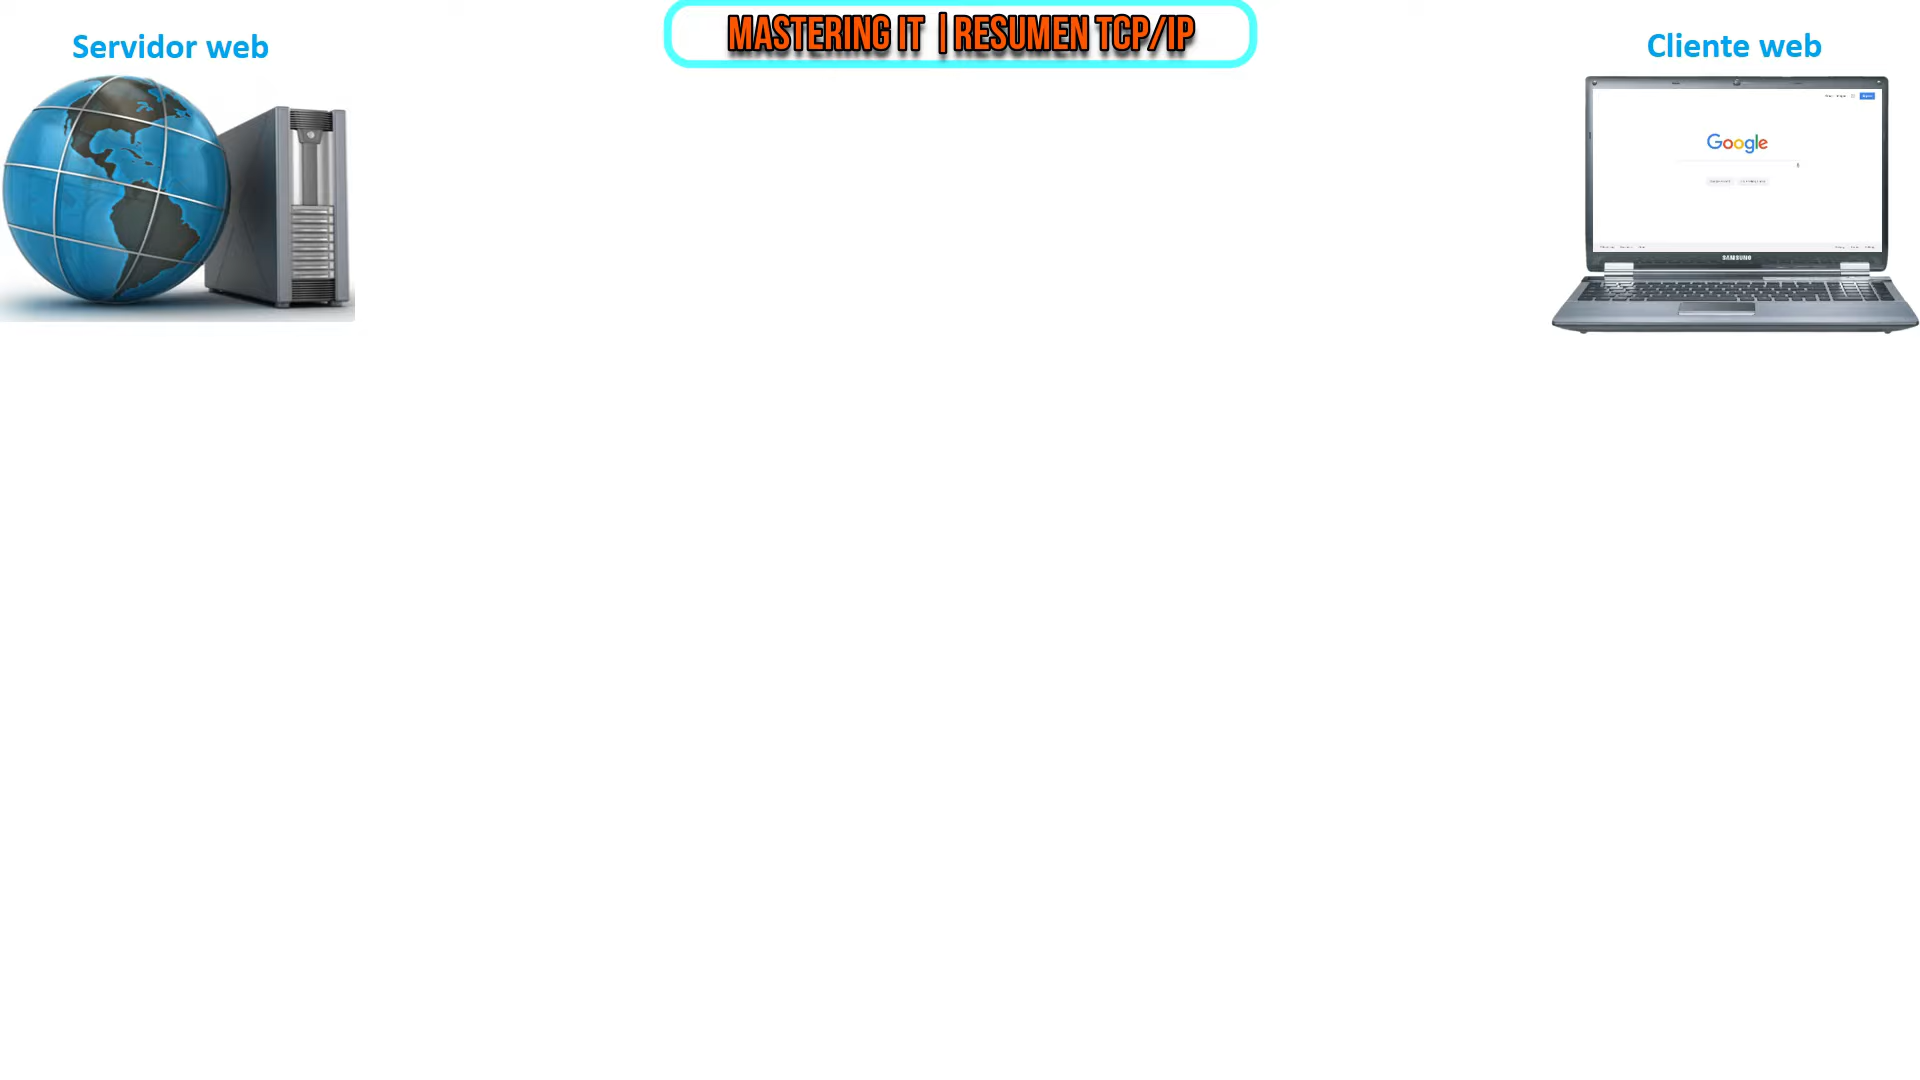 MASTERING IT | RESUMEN TCP/IP
Servidor web
Cliente web
Google
SAMSUNG